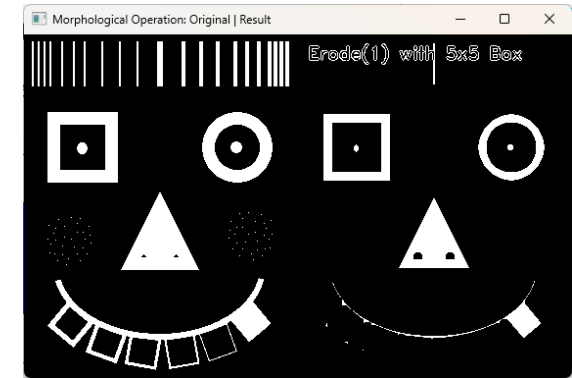 Morphological Operation: Original | Result
Erode(1) with 5x5 Box